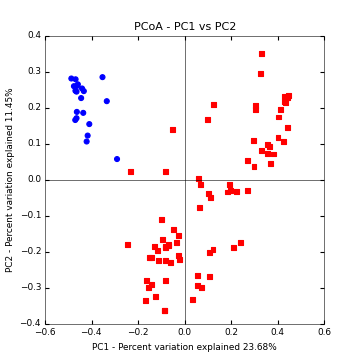 PCoA - PC1 vs PC2
0.4
0.3
0.2
0.1
0.0
−0.1
−0.2
−0.3
−0.4
PC2 - Percent variation explained 11.45%
−0.6 −0.4 −0.2 0.0 0.2 0.4 0.6
PC1 - Percent variation explained 23.68%